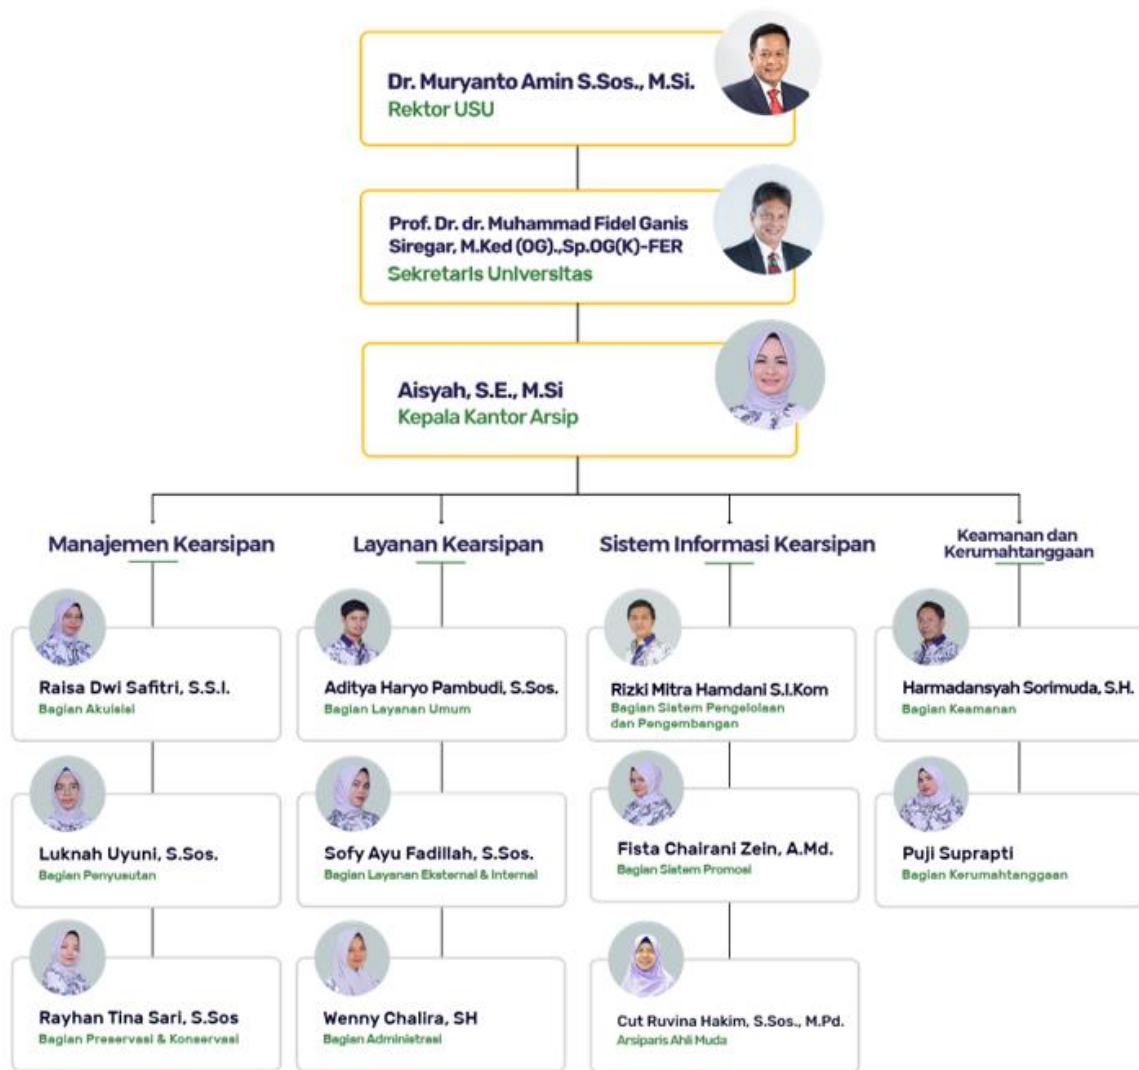 Dr. Muryanto Amin S.Sos., M.Si.
Rektor USU
Prof. Dr. dr. Muhammad Fidel Ganis
Siregar, M.Ked (OG).,Sp.OG(K)-FER
Sekretaris Universitas
Aisyah, S.E., M.Si
Kepala Kantor Arsip
Manajemen Kearsipan
Raisa Dwi Safitri, S.S.I.
Bagian Akuisisi
Luknah Uyuni, S.Sos.
Bagian Penyusutan
Rayhan Tina Sari, S.Sos
Bagian Preservasi & Konservasi
Layanan Kearsipan
Aditya Haryo Pambudi, S.Sos.
Bagian Layanan Umum
Sofy Ayu Fadillah, S.Sos.
Bagian Layanan Eksternal & Internal
Wenny Chalira, SH
Bagian Administrasi
Sistem Informasi Kearsipan
Rizki Mitra Hamdani S.I.Kom
Bagian Sistem Pengelolaan
dan Pengembangan
Fista Chairani Zein, A.Md.
Bagian Sistem Promosi
Cut Ruvina Hakim, S.Sos., M.Pd.
Arsiparis Ahli Muda
Keamanan dan
Kerumahtanggaan
Harmadansyah Sorimuda, S.H.
Bagian Keamanan
Puji Suprapti
Bagian Kerumahtanggaan